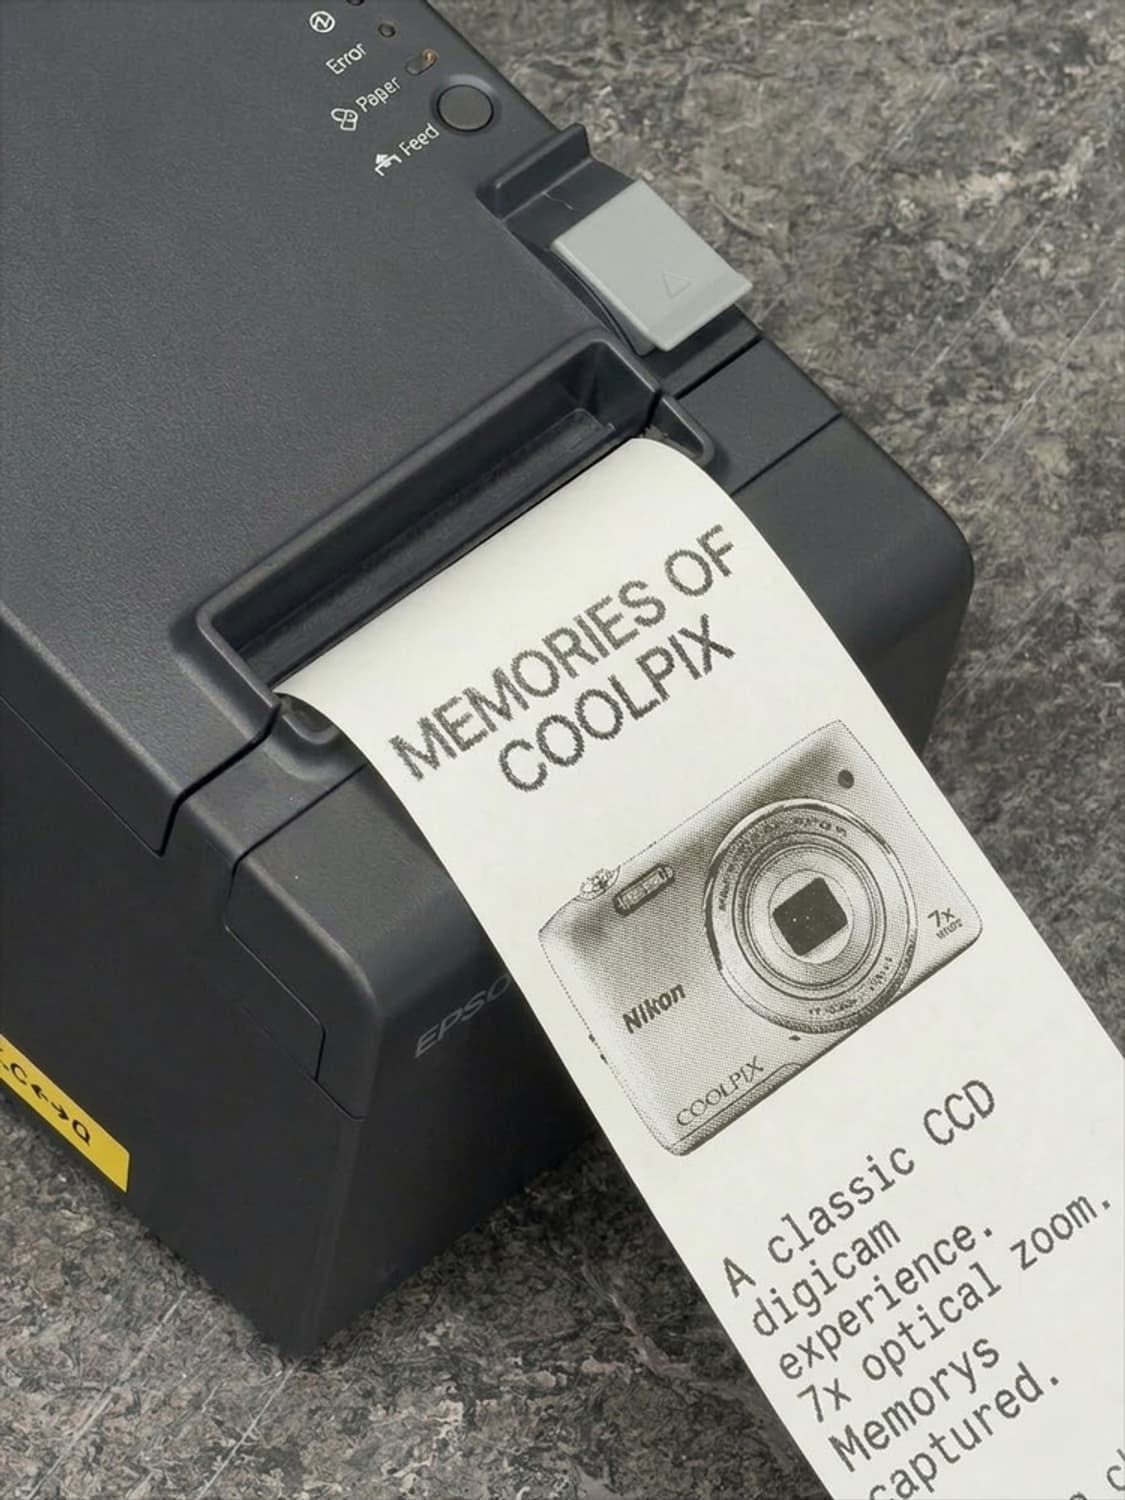 Error
Paper
Feed
MEMORIES OF
COOLPIX
7x
Nikon
COOLPIX
EPSO
A classic CCD
digicam
experience.
7x optical zoom.
Memorys
captured.